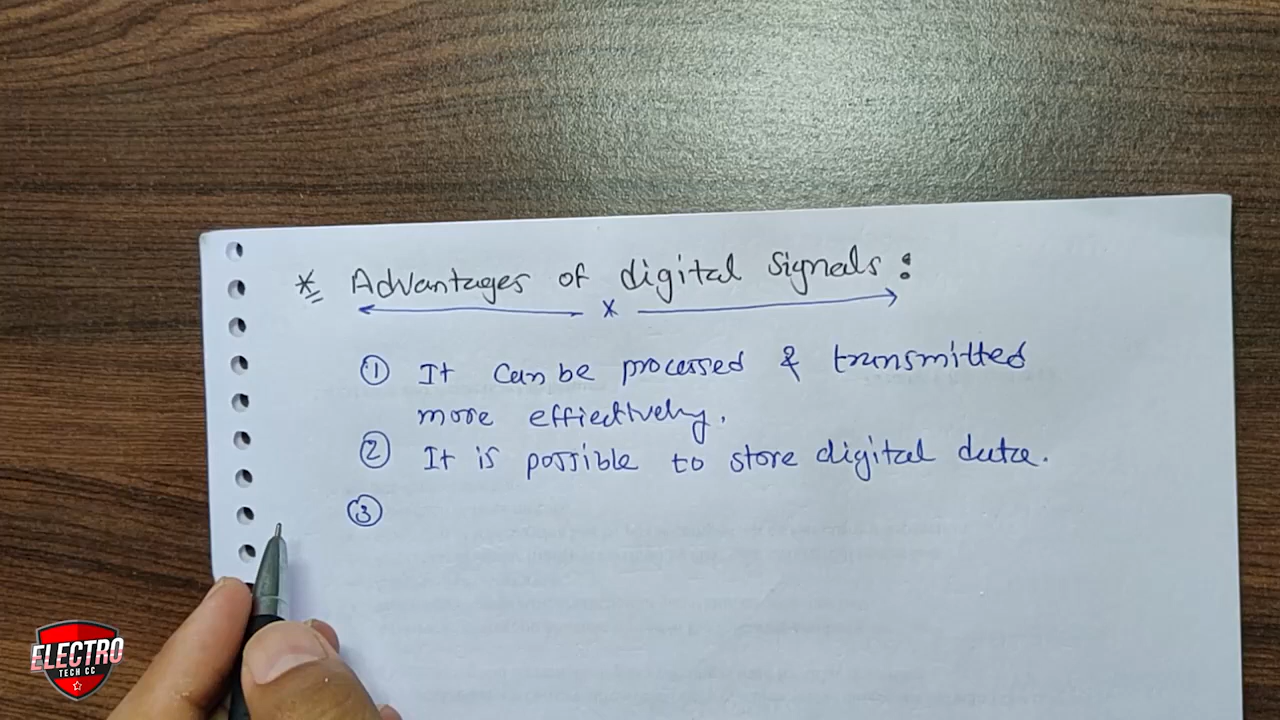 * Advantages of digital signals :
① It can be processed & transmitted
more effiectively.
② It is possible to store digital data.
③
ELECTRO
TECH CC